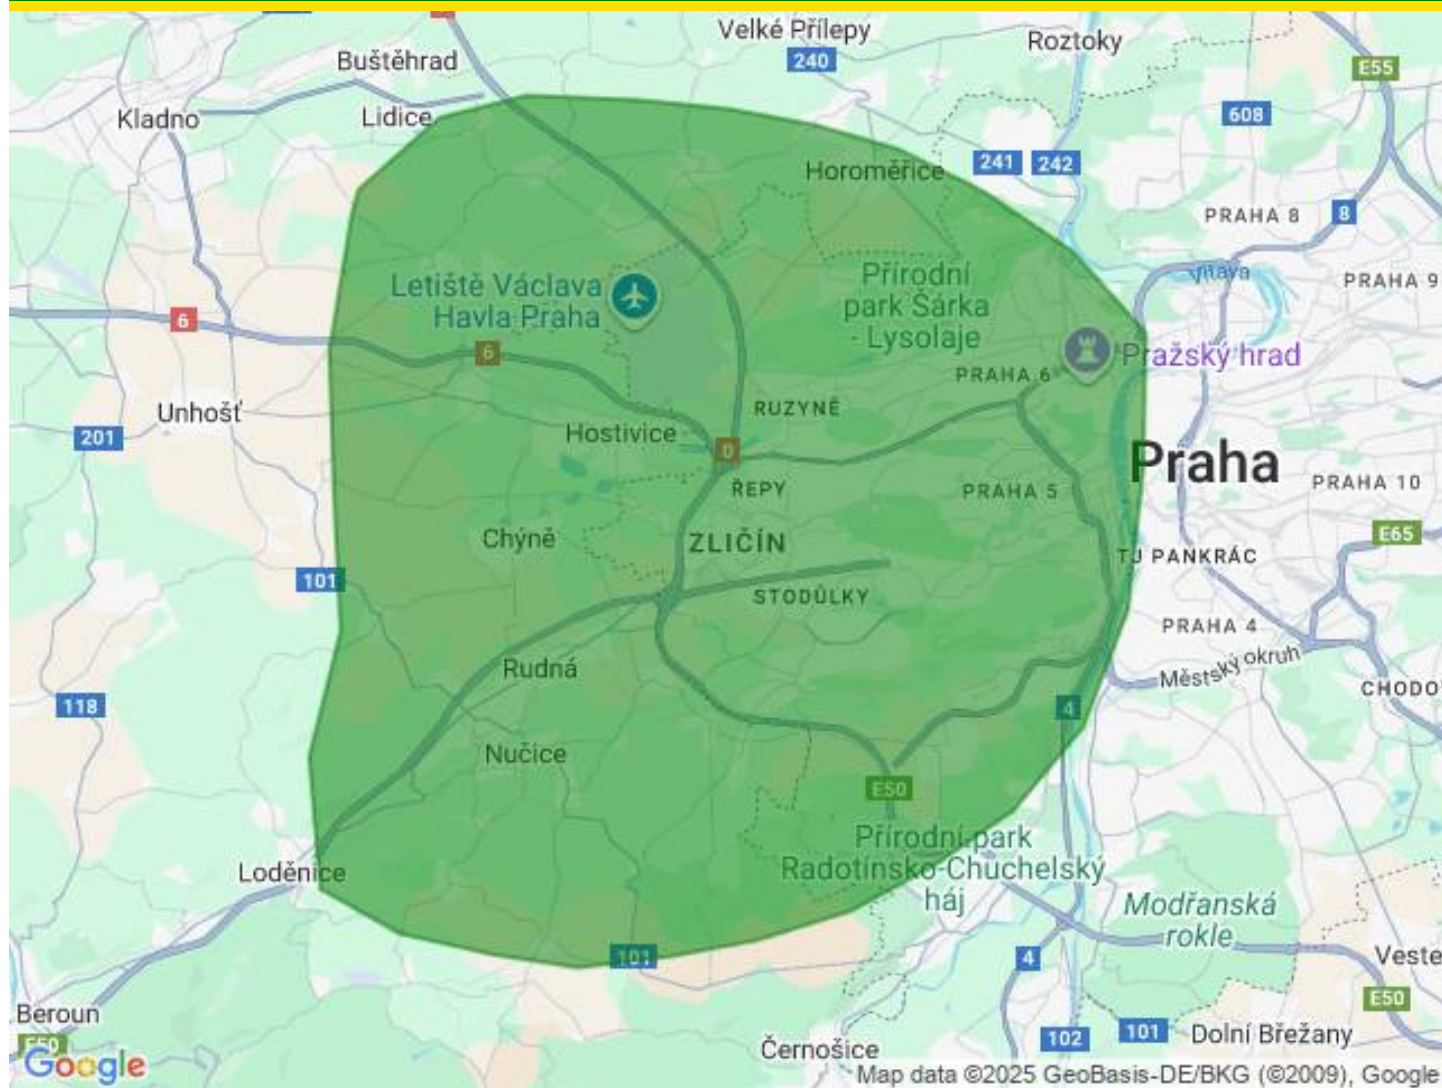 Velké Přílepy
Roztoky
240
Buštěhrad
E55
Kladno
Lidice
608
241
242
Horoměřice
PRAHA 8
8
Letiště Václava
Havla Praha
Přírodní
park Šárka
- Lysolaje
Vltava
PRAHA 9
6
6
Pražský hrad
PRAHA 6
Unhošť
RUZYNĚ
201
Hostivice
0
Praha
ŘEPY
PRAHA 5
PRAHA 10
Chýně
ZLIČÍN
E65
TJ PANKRÁC
101
STODŮLKY
PRAHA 4
Rudná
Městský okruh
118
4
CHODO
Nučice
E50
Přírodní park
Radotínsko-Chuchelský
háj
Loděnice
Modřanská
rokle
101
4
Veste
E50
Beroun
E50
102
101
Dolní Břežany
Černošice
Google
Map data ©2025 GeoBasis-DE/BKG (©2009), Google